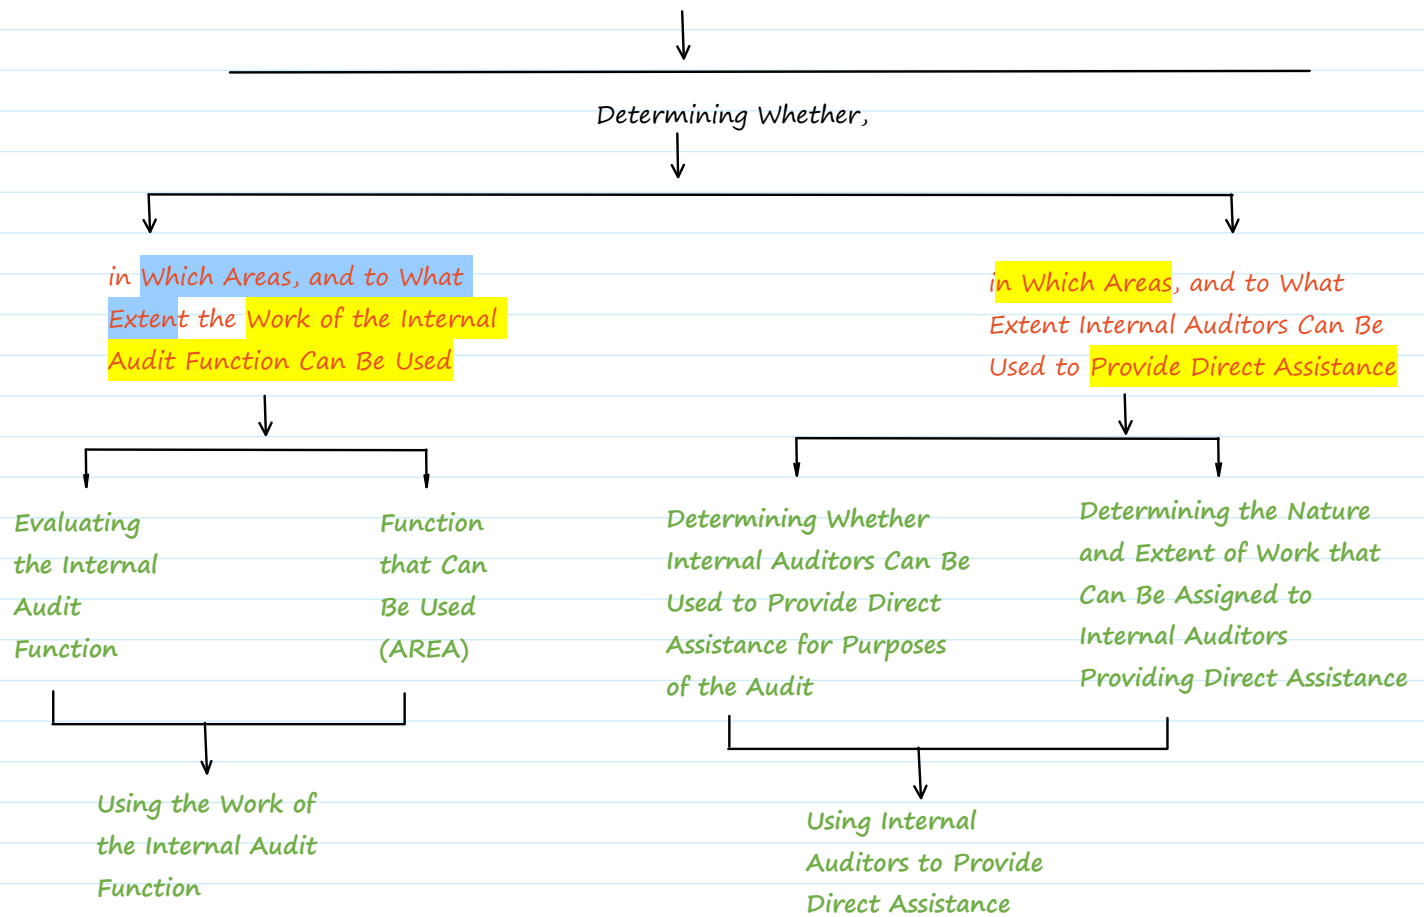 Determining Whether,
in Which Areas, and to What
Extent the Work of the Internal
Audit Function Can Be Used
in Which Areas, and to What
Extent Internal Auditors Can Be
Used to Provide Direct Assistance
Evaluating
the Internal
Audit
Function
Function
that Can
Be Used
(AREA)
Determining Whether
Internal Auditors Can Be
Used to Provide Direct
Assistance for Purposes
of the Audit
Determining the Nature
and Extent of Work that
Can Be Assigned to
Internal Auditors
Providing Direct Assistance
Using the Work of
the Internal Audit
Function
Using Internal
Auditors to Provide
Direct Assistance